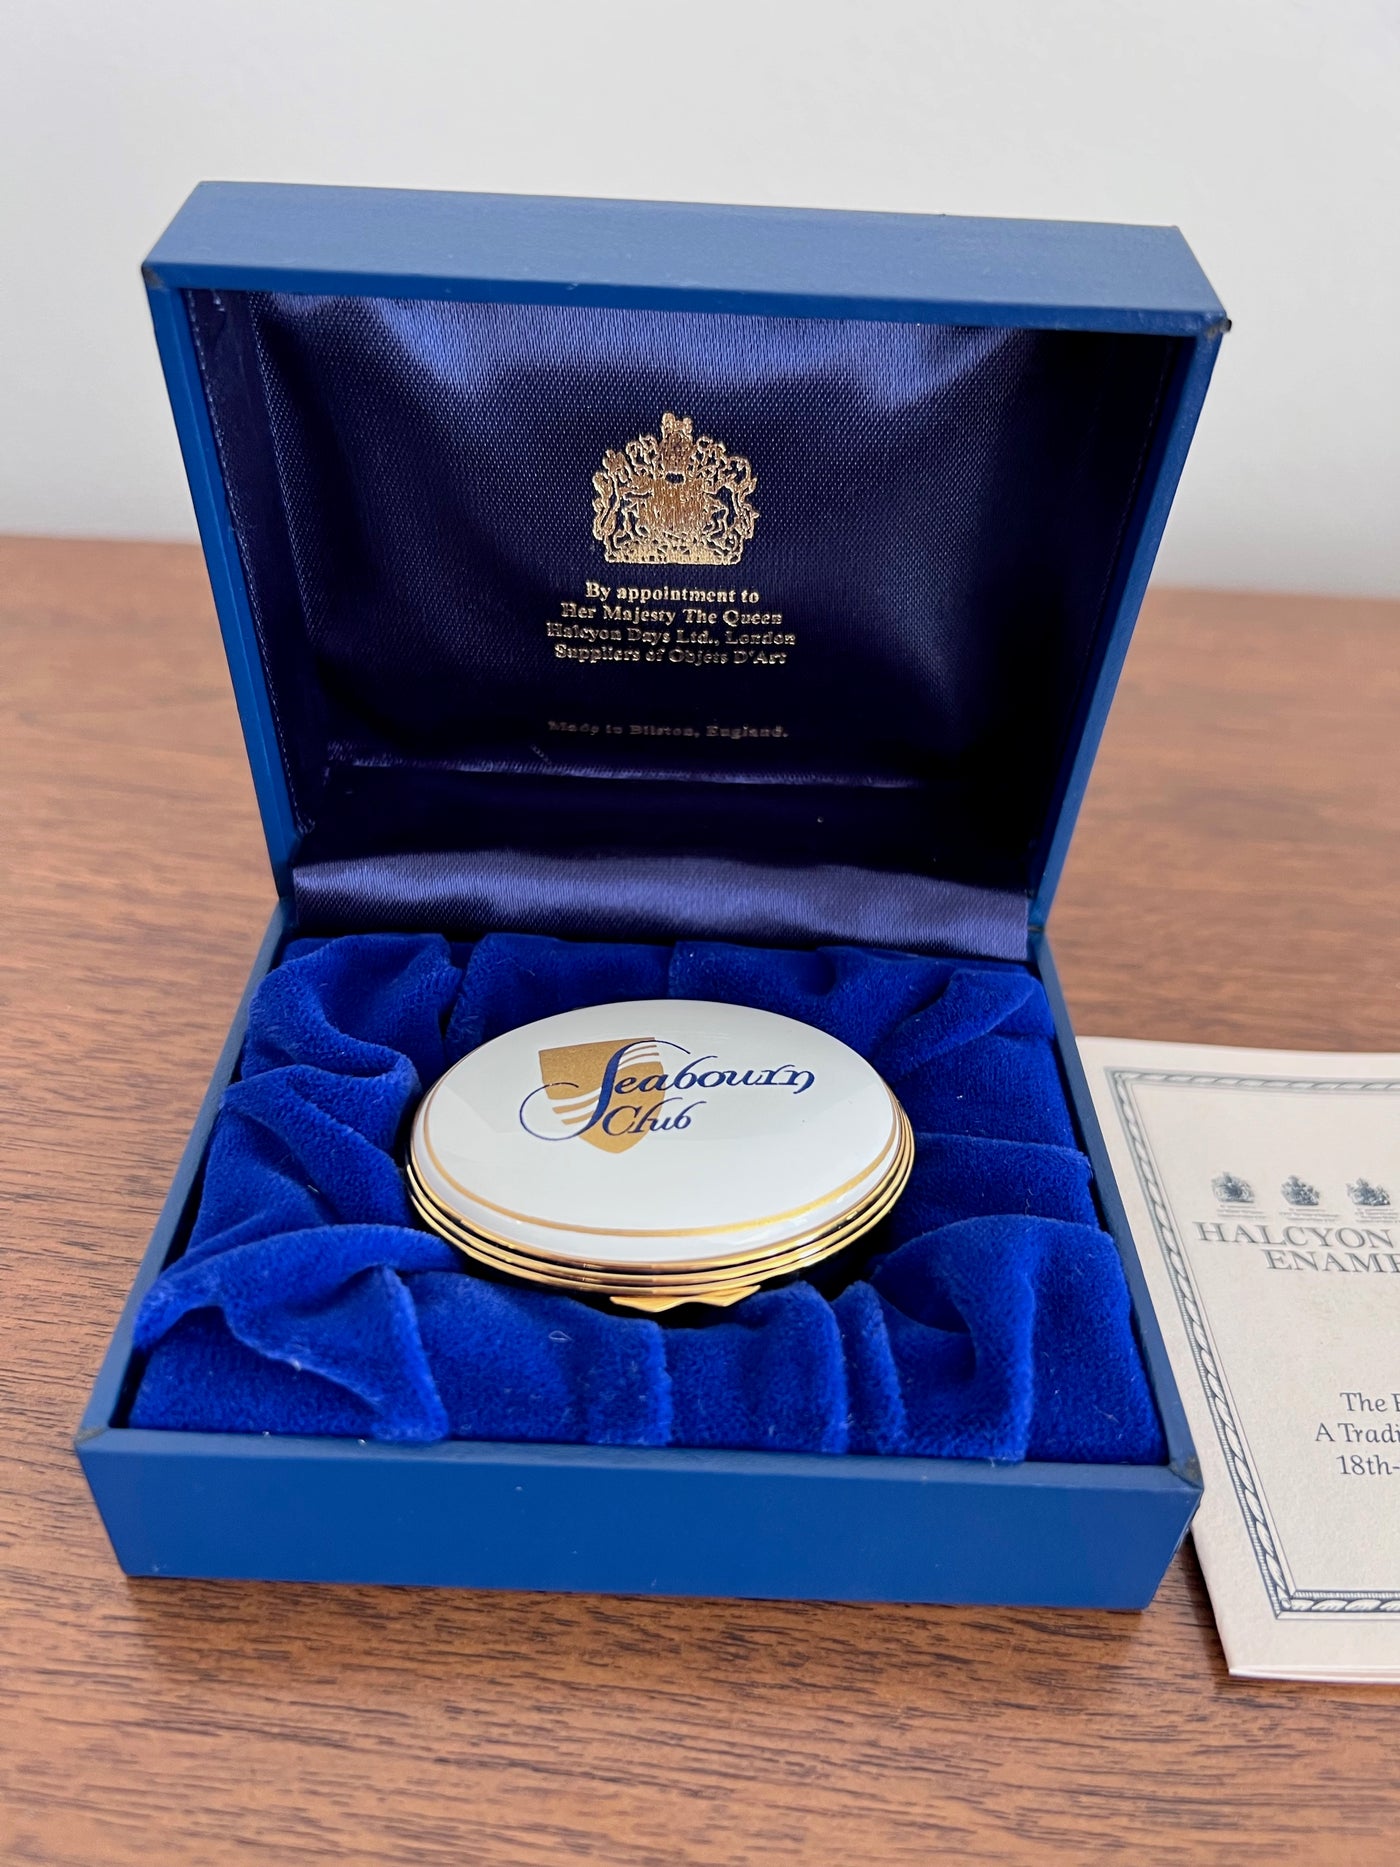 By appointment to
Her Majesty The Queen
Halcyon Days Ltd., London
Suppliers of Objets D'Art
Made in Bilston, England.
Seabourn
Club
HALCYON
ENAME
The
A Tradi
18th-